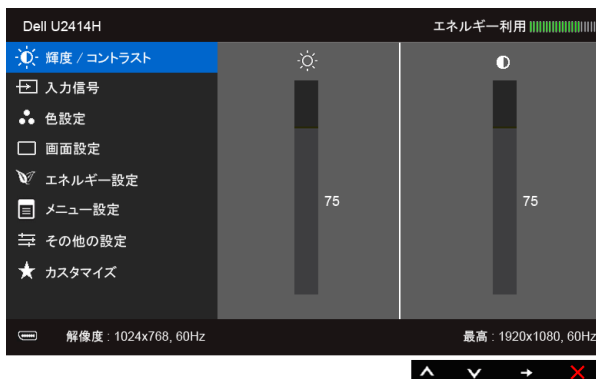 Dell U2414H
エネルギー利用
輝度 / コントラスト
入力信号
色設定
画面設定
エネルギー設定
メニュー設定
その他の設定
カスタマイズ
75
75
解像度 : 1024x768, 60Hz
最高 : 1920x1080, 60Hz